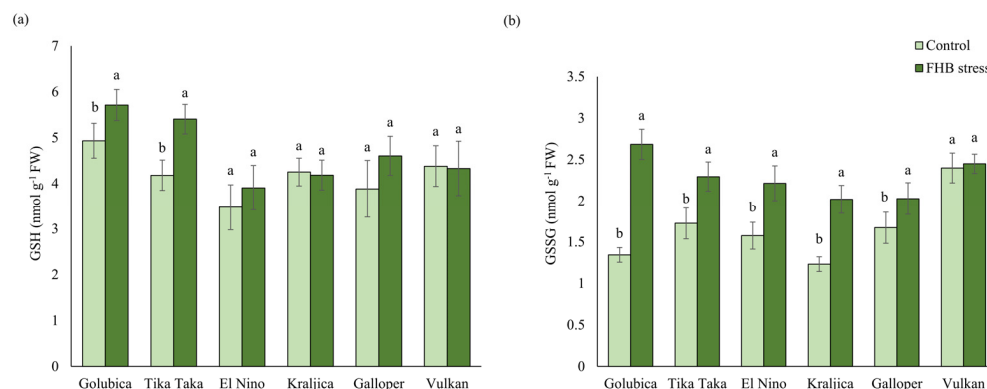 (a)
7
6
5
4
3
2
1
0
GSH (nmol g⁻¹ FW)
b a b a a a a a a a a a
Golubica Tika Taka El Nino Kraljica Galloper Vulkan
(b)
Control
FHB stress
3.5
3
2.5
2
1.5
1
0.5
0
GSSG (nmol g⁻¹ FW)
b a b a b a b a b a a a
Golubica Tika Taka El Nino Kraljica Galloper Vulkan